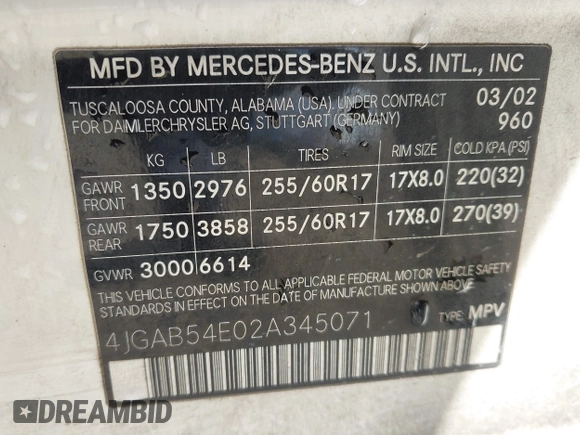 MFD BY MERCEDES-BENZ U.S. INTL., INC
TUSCALOOSA COUNTY, ALABAMA (USA). UNDER CONTRACT 03/02
FOR DAIMLERCHRYSLER AG, STUTTGART (GERMANY) 960
KG LB TIRES RIM SIZE COLD KPA (PSI)
GAWR FRONT 1350 2976 255/60R17 17X8.0 220(32)
GAWR REAR 1750 3858 255/60R17 17X8.0 270(39)
GVWR 3000 6614
THIS VEHICLE CONFORMS TO ALL APPLICABLE FEDERAL MOTOR VEHICLE SAFETY
STANDARDS IN EFFECT ON THE DATE OF MANUFACTURE SHOWN ABOVE.
4JGAB54E02A345071 TYPE: MPV
DREAMBID